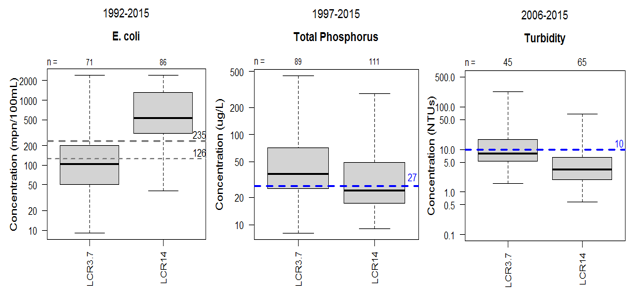 1992-2015
E. coli
n = 71 86
Concentration (mpn/100mL)
2000
1000
500
200
100
50
20
10
235
126
LCR3.7
LCR14
1997-2015
Total Phosphorus
n = 89 111
Concentration (ug/L)
500
200
100
50
20
10
27
LCR3.7
LCR14
2006-2015
Turbidity
n = 45 65
Concentration (NTUs)
500.0
100.0
50.0
10.0
5.0
1.0
0.5
0.1
10
LCR3.7
LCR14